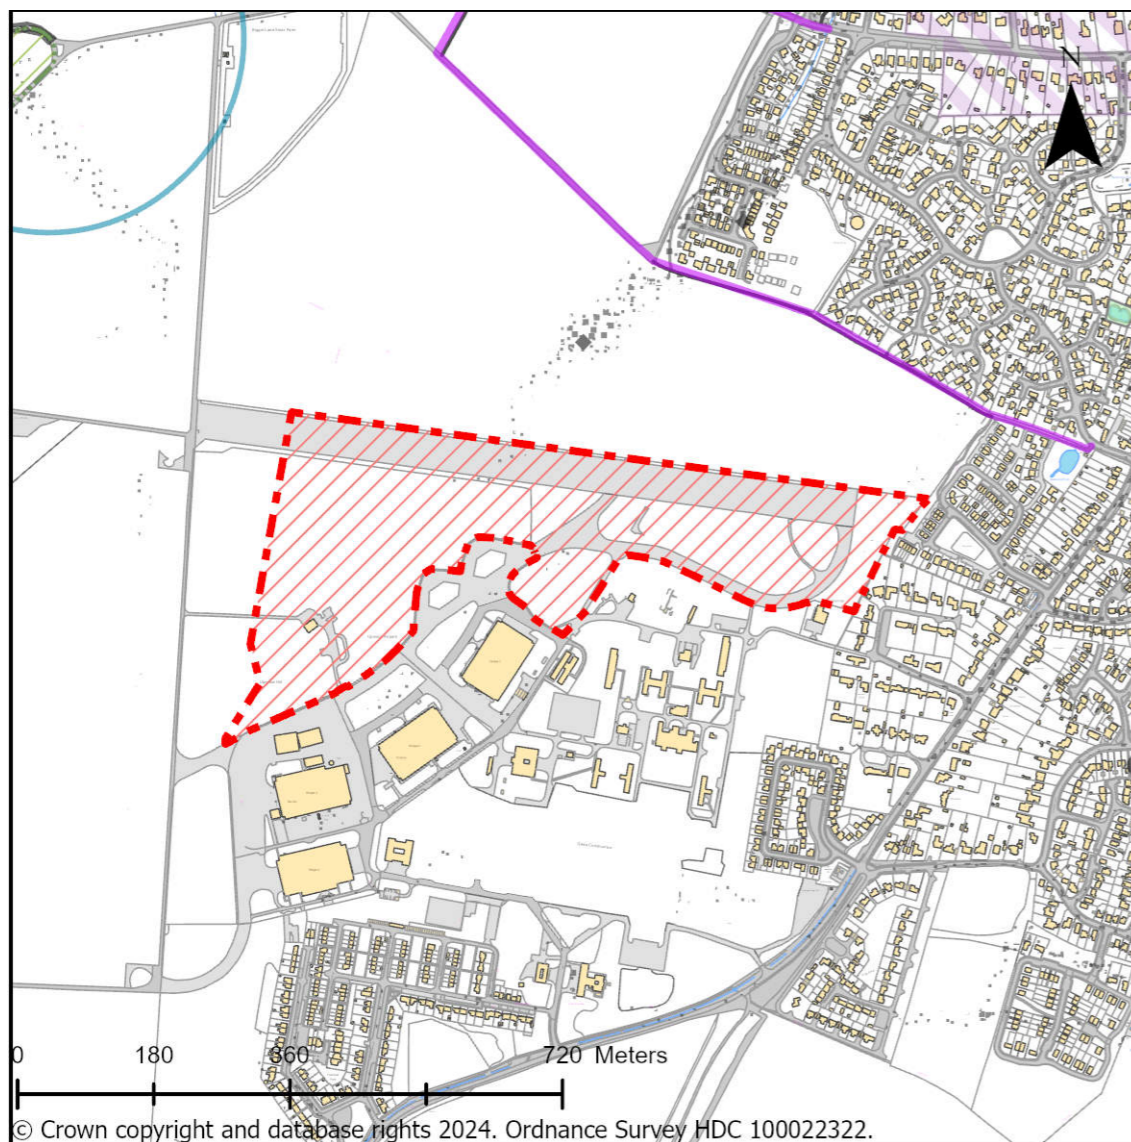 N
0 180 360 720 Meters
© Crown copyright and database rights 2024. Ordnance Survey HDC 100022322.